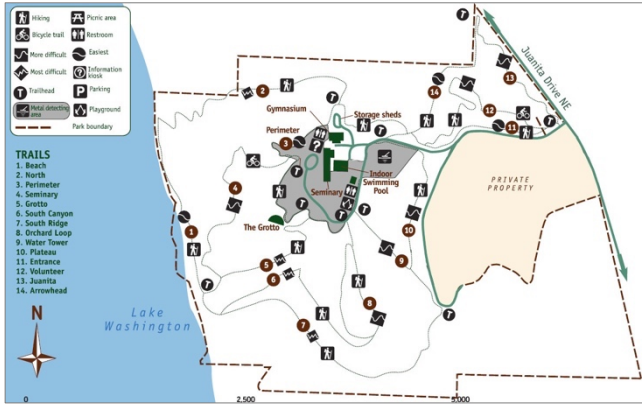 Hiking
Picnic area
Bicycle trail
Restroom
More difficult
Easiest
Most difficult
Information
kiosk
Trailhead
Parking
Metal detecting
area
Playground
Park boundary
TRAILS
1. Beach
2. North
3. Perimeter
4. Seminary
5. Grotto
6. South Canyon
7. South Ridge
8. Orchard Loop
9. Water Tower
10. Plateau
11. Entrance
12. Volunteer
13. Juanita
14. Arrowhead
N
Lake
Washington
0
2,500
5,000
Juanita Drive NE
PRIVATE
PROPERTY
Gymnasium
Storage sheds
Perimeter
Indoor
Swimming
Pool
Seminary
The Grotto
1
2
3
4
5
6
7
8
9
10
11
12
13
14
T
T
T
T
T
T
T
T
T
T
T
?
?
P